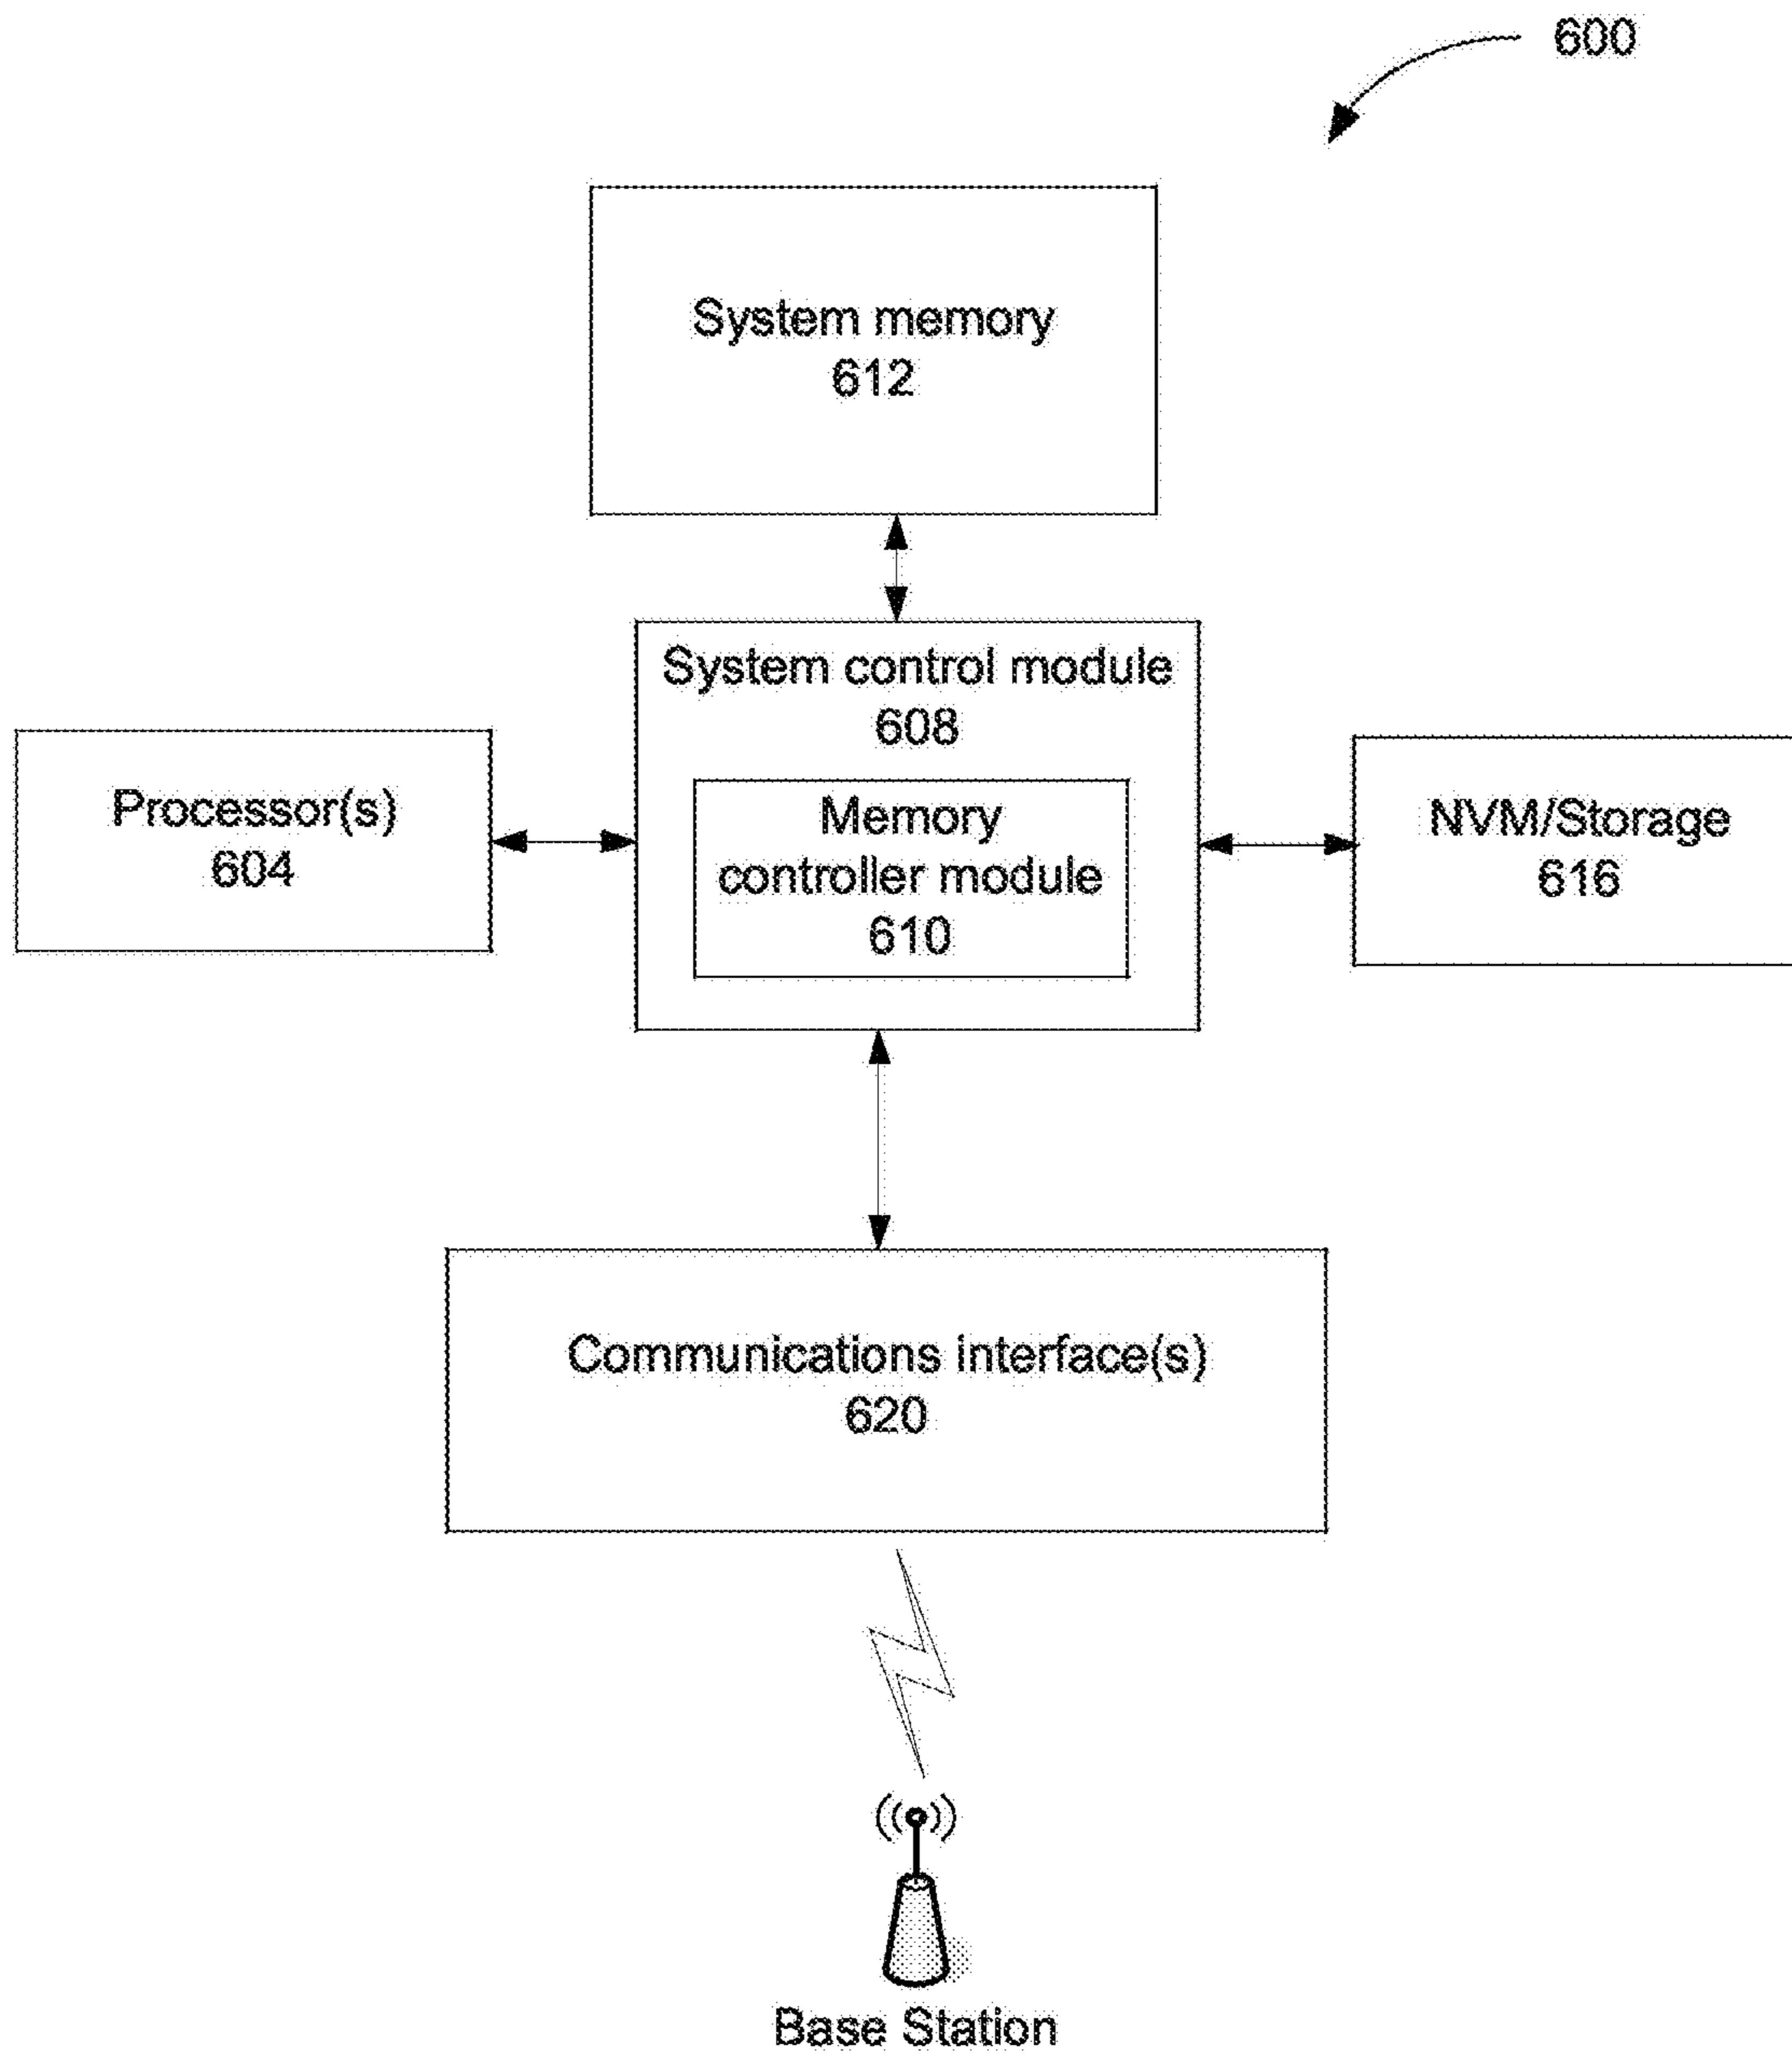 600
System memory
612
System control module
608
Processor(s)
604
Memory
controller module
610
NVM/Storage
616
Communications interface(s)
620
Base Station